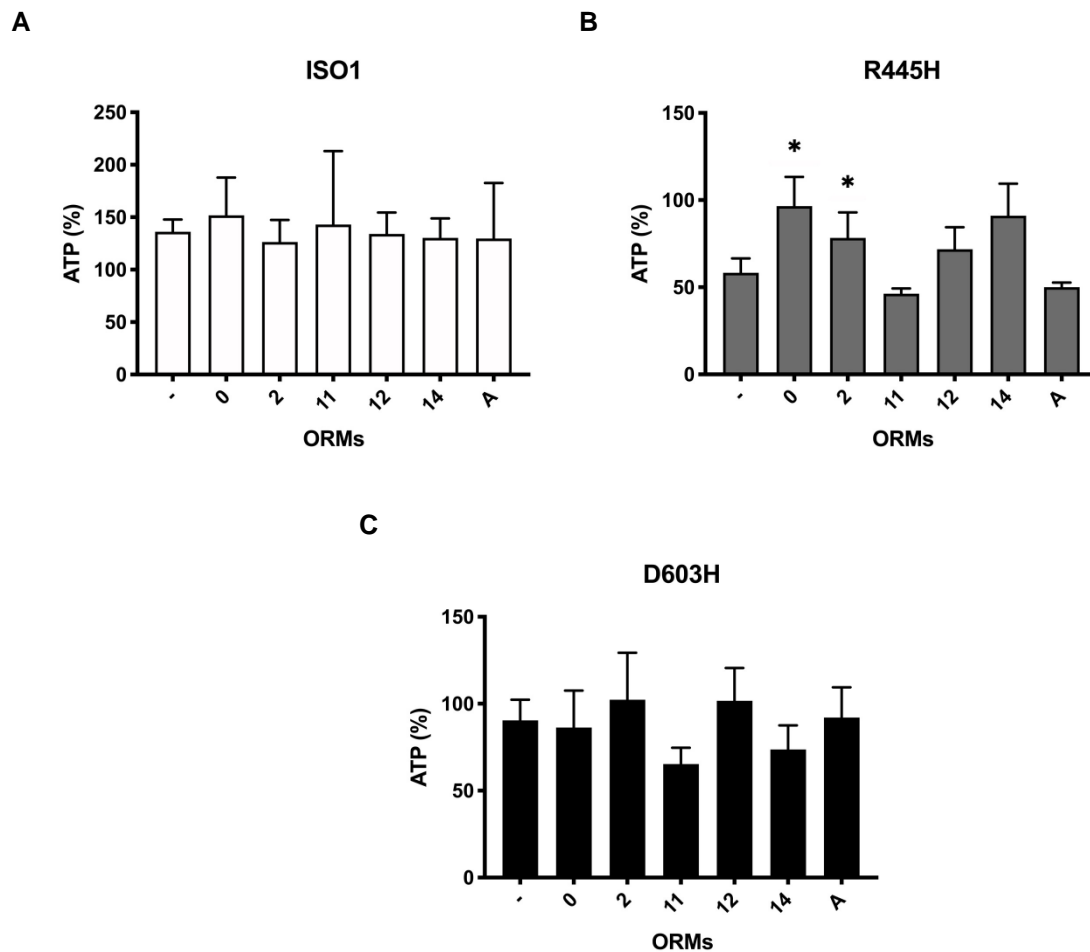 A
ISO1
250
200
150
100
50
0
ATP (%)
- 0 2 11 12 14 A
ORMs
B
R445H
150
100
50
0
ATP (%)
* *
- 0 2 11 12 14 A
ORMs
C
D603H
150
100
50
0
ATP (%)
- 0 2 11 12 14 A
ORMs